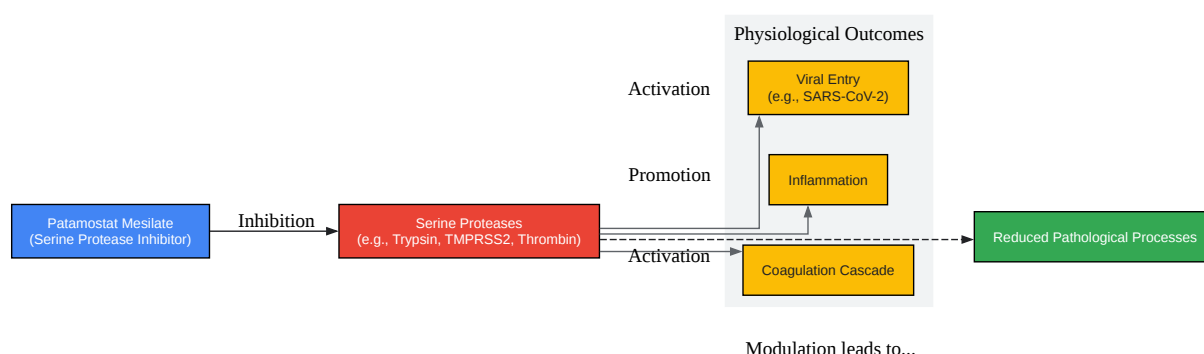 Physiological Outcomes
Activation
Viral Entry
(e.g., SARS-CoV-2)
Promotion
Inflammation
Patamostat Mesilate
(Serine Protease Inhibitor)
Inhibition
Serine Proteases
(e.g., Trypsin, TMPRSS2, Thrombin)
Reduced Pathological Processes
Activation
Coagulation Cascade
Modulation leads to...